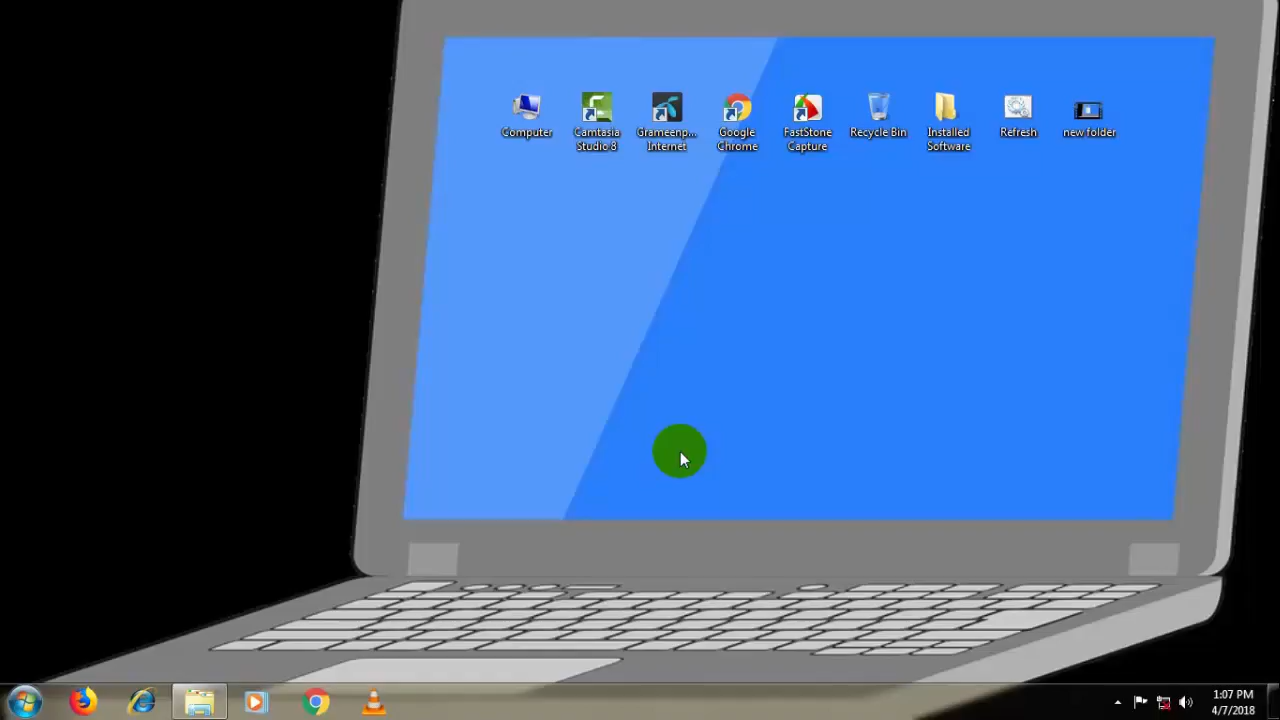 Computer
Camtasia
Studio 8
Grameenp...
Internet
Google
Chrome
FastStone
Capture
Recycle Bin
Installed
Software
Refresh
new folder
1:07 PM
4/7/2018